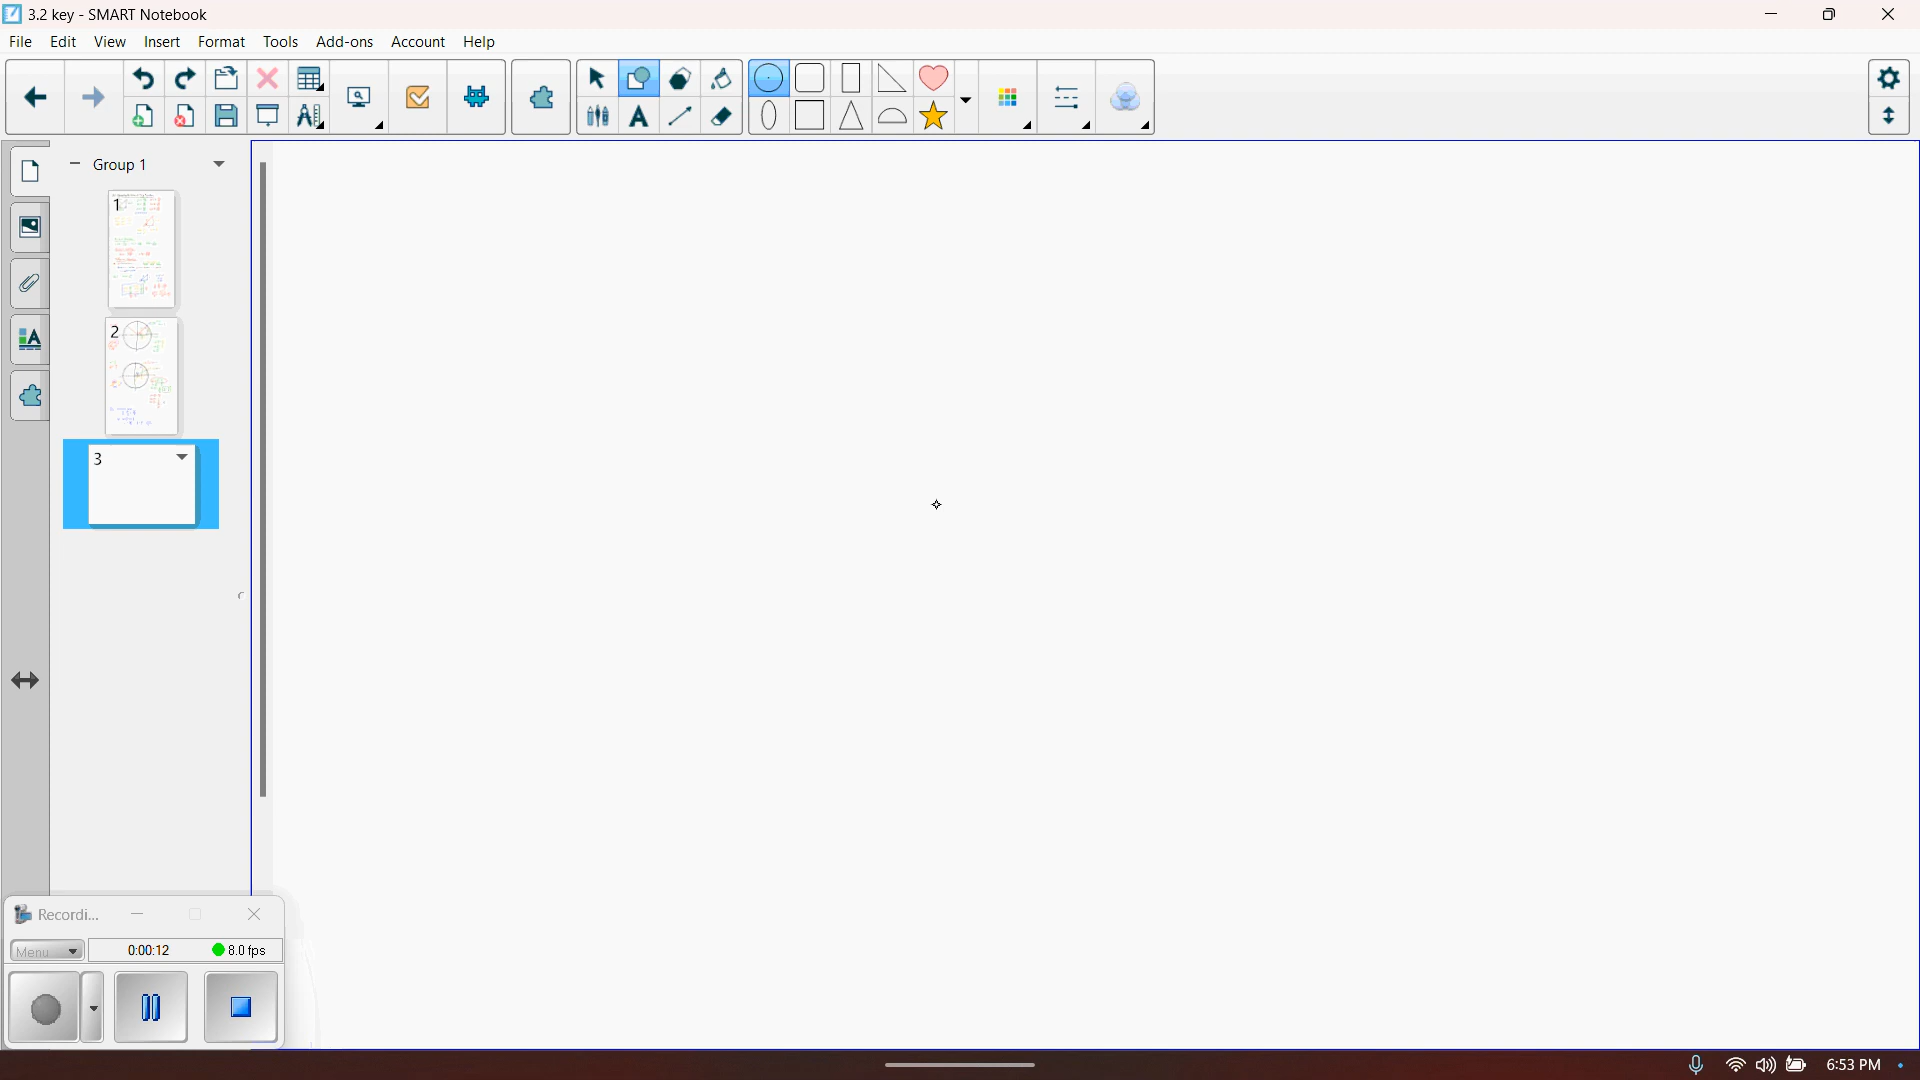 3.2 key - SMART Notebook
File Edit View Insert Format Tools Add-ons Account Help
Group 1
1
2
3
Recordi...
Menu 0:00:12 8.0 fps
6:53 PM